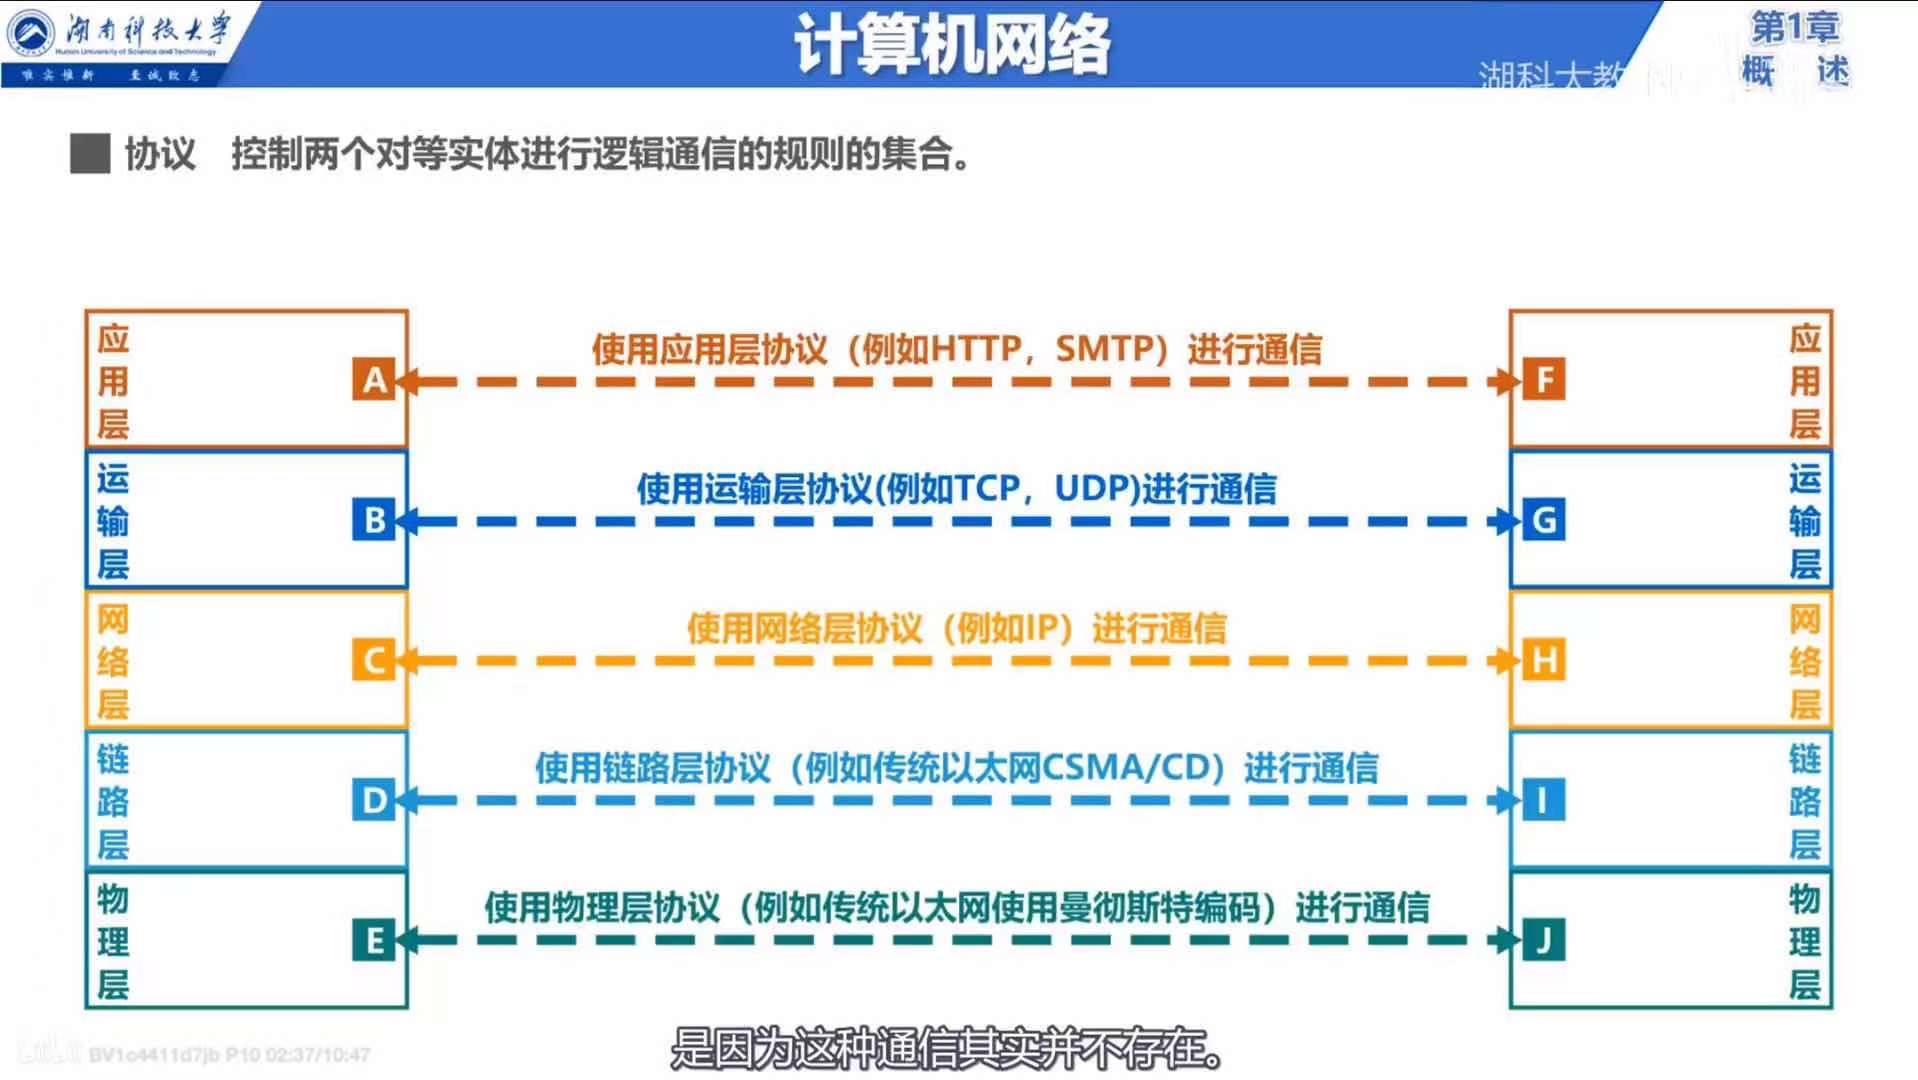 湖南科技大学
Hunan University of Science and Technology
唯实惟新 至诚致志
计算机网络
第1章
概 述
湖科大教
协议 控制两个对等实体进行逻辑通信的规则的集合。
应用层
A
使用应用层协议（例如HTTP，SMTP）进行通信
F
应用层
运输层
B
使用运输层协议(例如TCP，UDP)进行通信
G
运输层
网络层
C
使用网络层协议（例如IP）进行通信
H
网络层
链路层
D
使用链路层协议（例如传统以太网CSMA/CD）进行通信
I
链路层
物理层
E
使用物理层协议（例如传统以太网使用曼彻斯特编码）进行通信
J
物理层
是因为这种通信其实并不存在。
BV1c4411d7jb P10 02:37/10:47